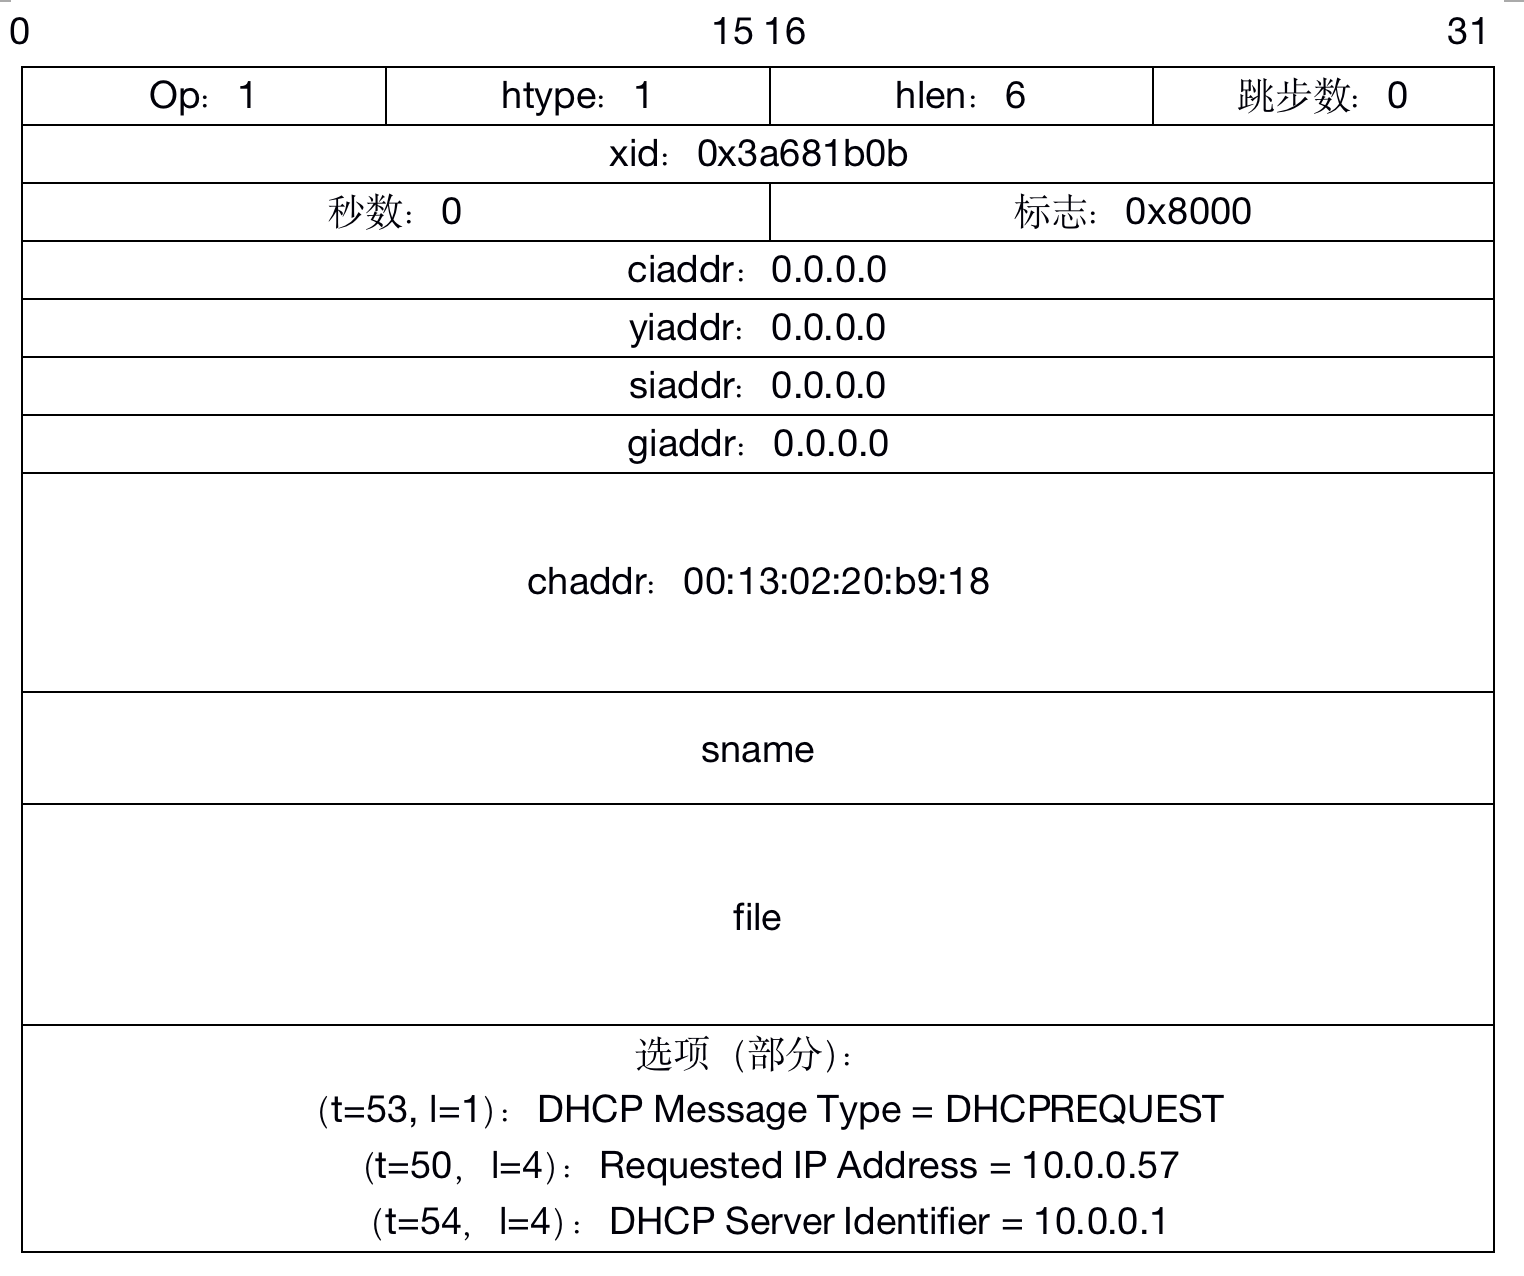 0 15 16 31
Op：1 htype：1 hlen：6 跳步数：0
xid：0x3a681b0b
秒数：0 标志：0x8000
ciaddr：0.0.0.0
yiaddr：0.0.0.0
siaddr：0.0.0.0
giaddr：0.0.0.0
chaddr：00:13:02:20:b9:18
sname
file
选项（部分）：
（t=53, l=1）：DHCP Message Type = DHCPREQUEST
（t=50，l=4）：Requested IP Address = 10.0.0.57
（t=54，l=4）：DHCP Server Identifier = 10.0.0.1